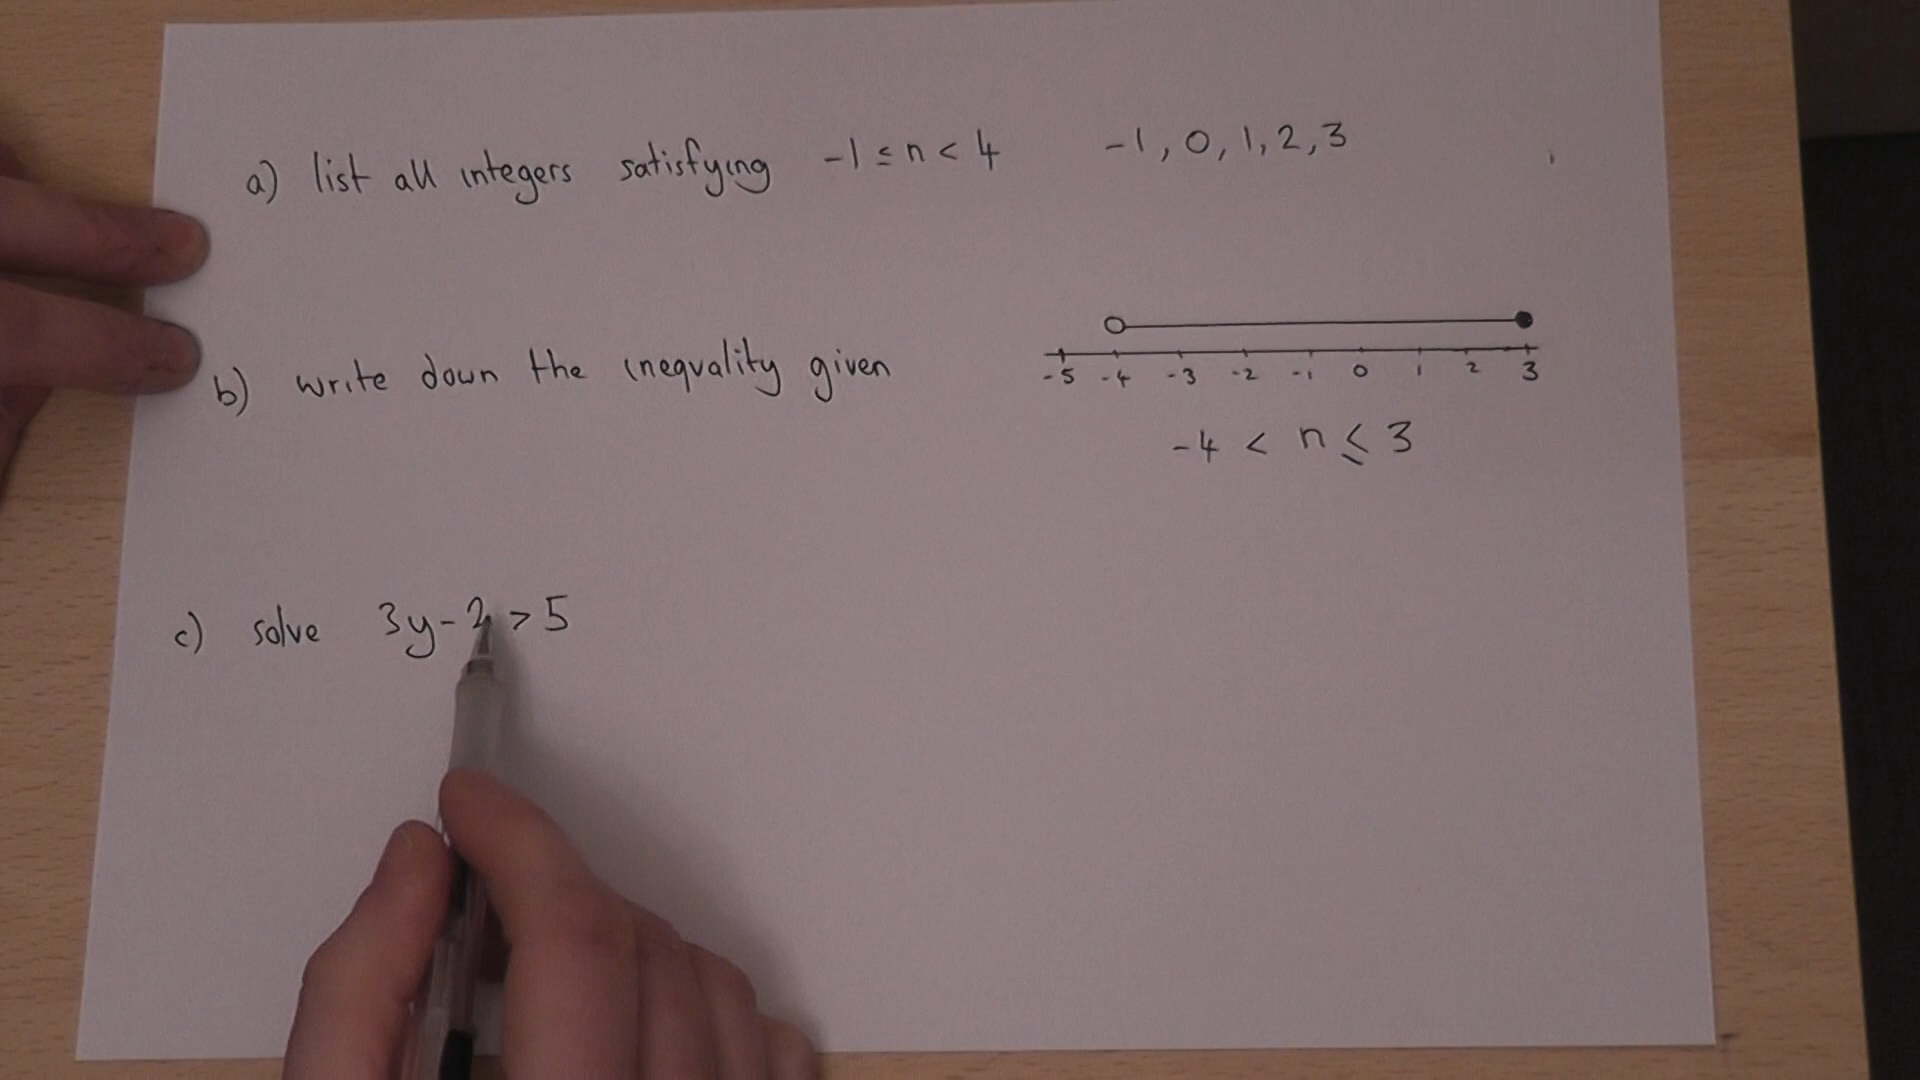 a) list all integers satisfying -1 ≤ n < 4 -1, 0, 1, 2, 3
b) write down the inequality given
-5 -4 -3 -2 -1 0 1 2 3
-4 < n ≤ 3
c) solve 3y-2 > 5